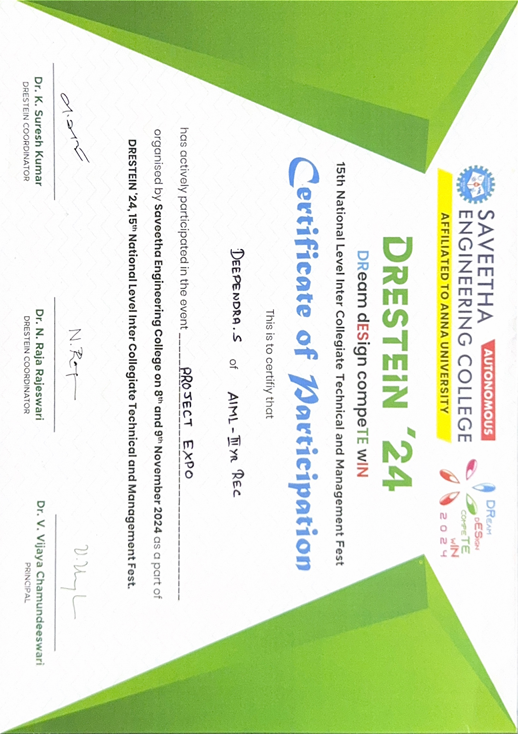 SAVEETHA
ENGINEERING COLLEGE
AUTONOMOUS
AFFILIATED TO ANNA UNIVERSITY
DREAM
dESIGN
COMPETE
wIN
2024
DRESTEIN '24
DReam dESign compeTE wIN
15th National Level Inter Collegiate Technical and Management Fest
Certificate of Participation
This is to certifiy that
DEEPENDRA.S of AIML-III YR REC
has actively participated in the event PROJECT EXPO
organised by Saveetha Engineering College on 8th and 9th November 2024 as a part of
DRESTEIN '24, 15th National Level Inter Collegiate Technical and Management Fest.
N. Raj
Dr. K. Suresh Kumar
DRESTEIN COORDINATOR
Dr. N. Raja Rajeswari
DRESTEIN COORDINATOR
Dr. V. Vijaya Chamundeeswari
PRINCIPAL